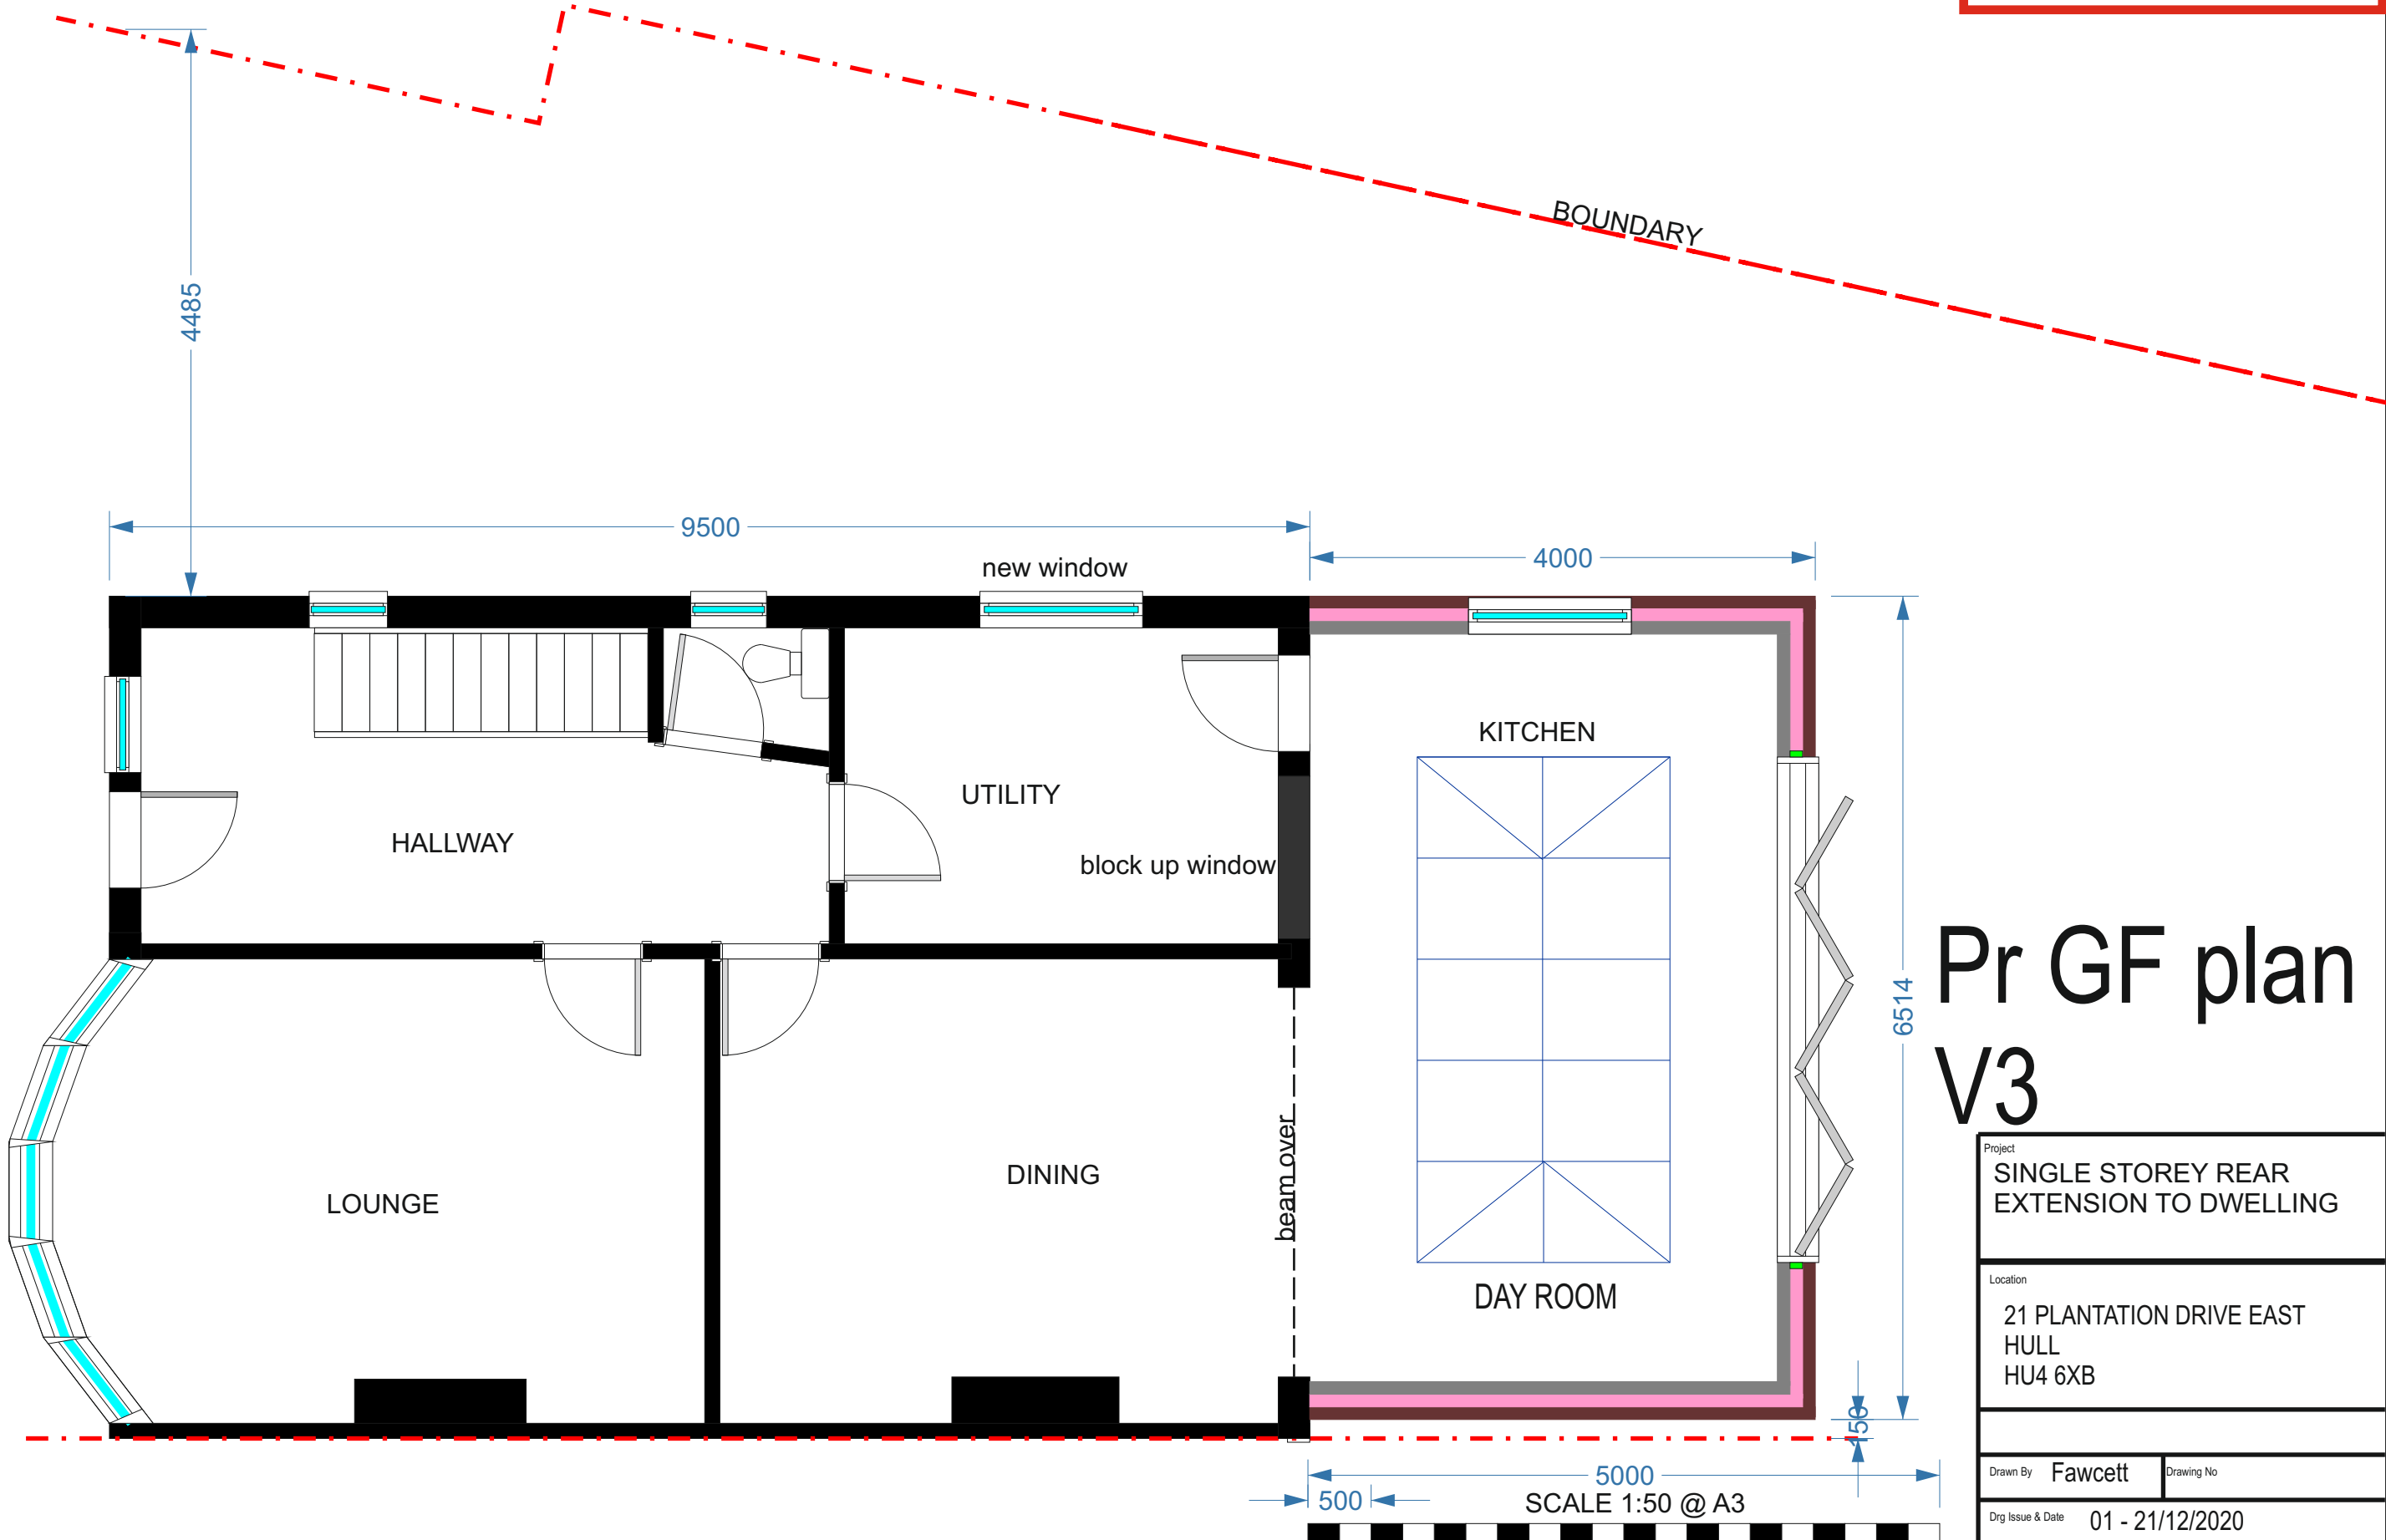 BOUNDARY
4485
9500
4000
new window
KITCHEN
UTILITY
HALLWAY
block up window
6514
Pr GF plan
V3
beam over
DINING
LOUNGE
DAY ROOM
150
5000
500
SCALE 1:50 @ A3
Project
SINGLE STOREY REAR
EXTENSION TO DWELLING
Location
21 PLANTATION DRIVE EAST
HULL
HU4 6XB
Drawn By Fawcett Drawing No
Drg Issue & Date 01 - 21/12/2020